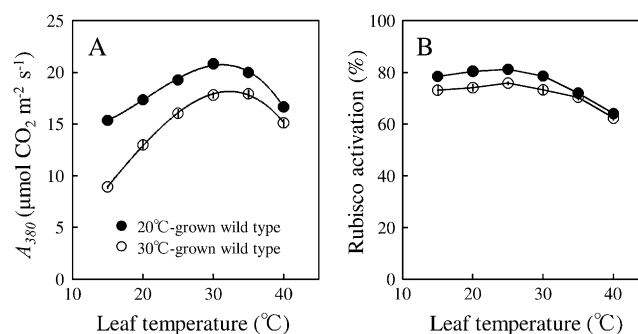 A
25
20
15
10
5
0
A380 (μmol CO2 m-2 s-1)
● 20℃-grown wild type
○ 30℃-grown wild type
10 20 30 40
Leaf temperature (℃)
B
100
80
60
40
20
0
Rubisco activation (%)
10 20 30 40
Leaf temperature (℃)